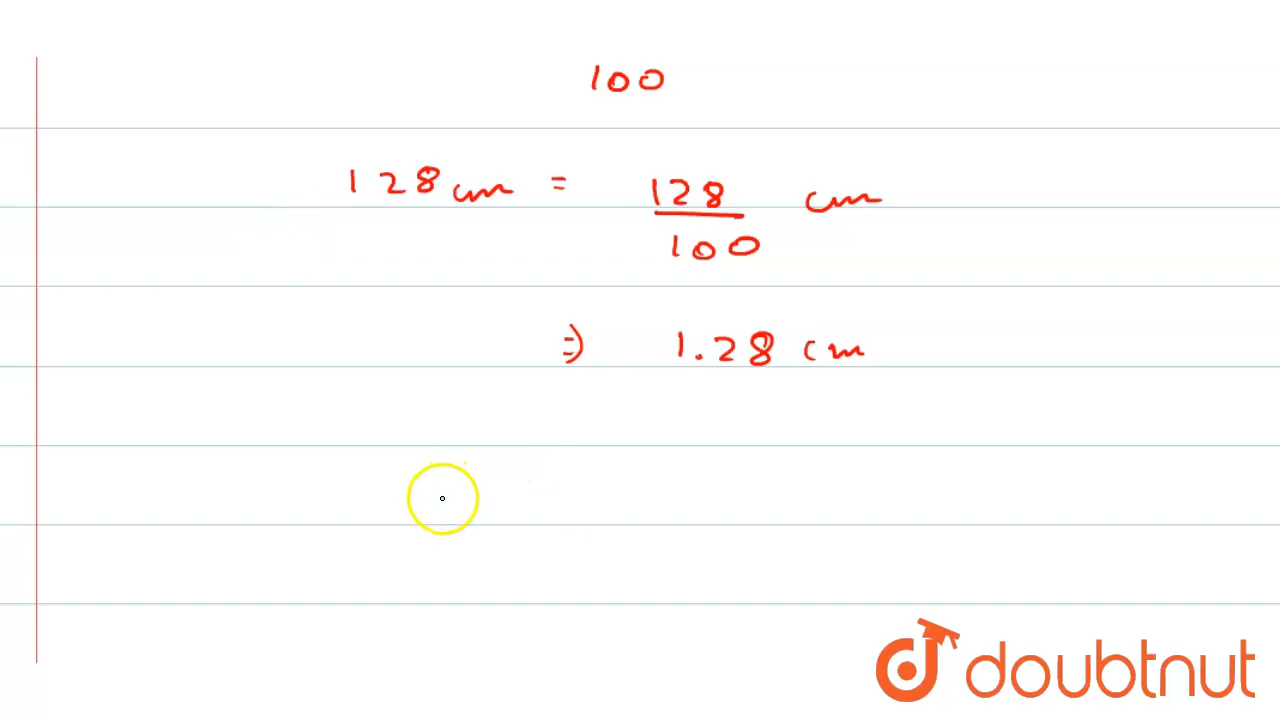 100
128 cm = 128 cm
100
=) 1.28 cm
doubtnut